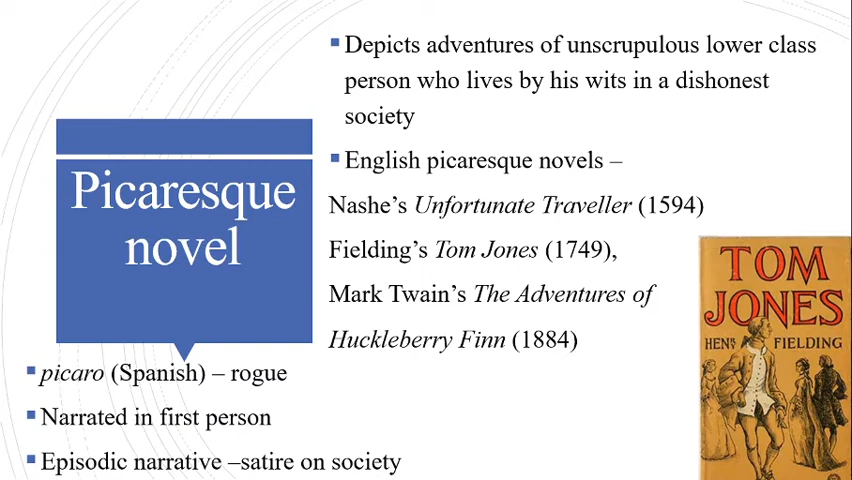 Picaresque
novel
▪ picaro (Spanish) – rogue
▪ Narrated in first person
▪ Episodic narrative –satire on society
▪ Depicts adventures of unscrupulous lower class
person who lives by his wits in a dishonest
society
▪ English picaresque novels –
Nashe's Unfortunate Traveller (1594)
Fielding's Tom Jones (1749),
Mark Twain's The Adventures of
Huckleberry Finn (1884)
TOM
JONES
HENY FIELDING